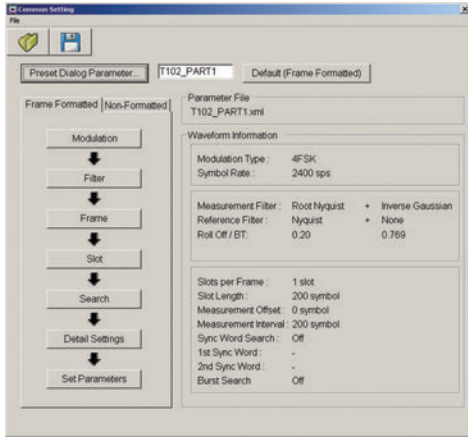 Common Setting
File
Preset Dialog Parameter... T102_PART1 Default (Frame Formatted)
Frame Formatted Non-Formatted
Modulation
Filter
Frame
Slot
Search
Detail Settings
Set Parameters
Parameter File
T102_PART1.xml
Waveform Information
Modulation Type : 4FSK
Symbol Rate : 2400 sps
Measurement Filter : Root Nyquist + Inverse Gaussian
Reference Filter : Nyquist + None
Roll Off / BT: 0.20 0.769
Slots per Frame : 1 slot
Slot Length : 200 symbol
Measurement Offset : 0 symbol
Measurement Interval : 200 symbol
Sync Word Search : Off
1st Sync Word : -
2nd Sync Word : -
Burst Search Off